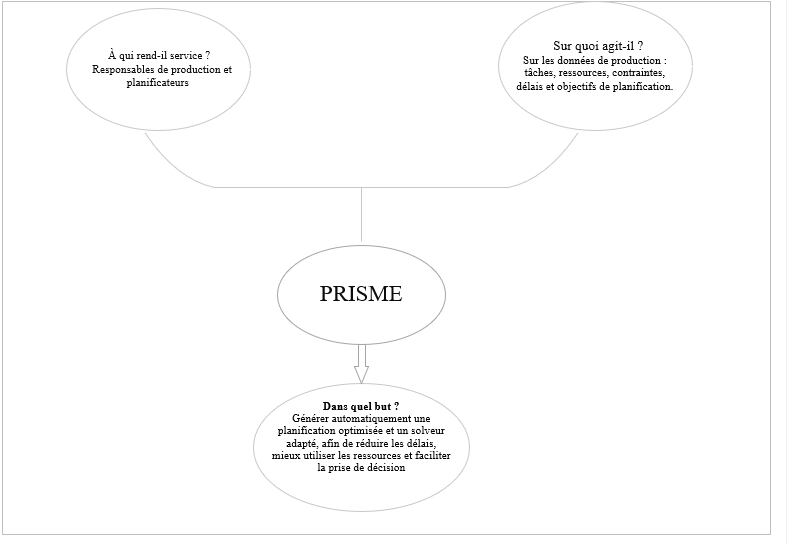 À qui rend-il service ?
Responsables de production et
planificateurs
Sur quoi agit-il ?
Sur les données de production :
tâches, ressources, contraintes,
délais et objectifs de planification.
PRISME
Dans quel but ?
Générer automatiquement une
planification optimisée et un solveur
adapté, afin de réduire les délais,
mieux utiliser les ressources et faciliter
la prise de décision